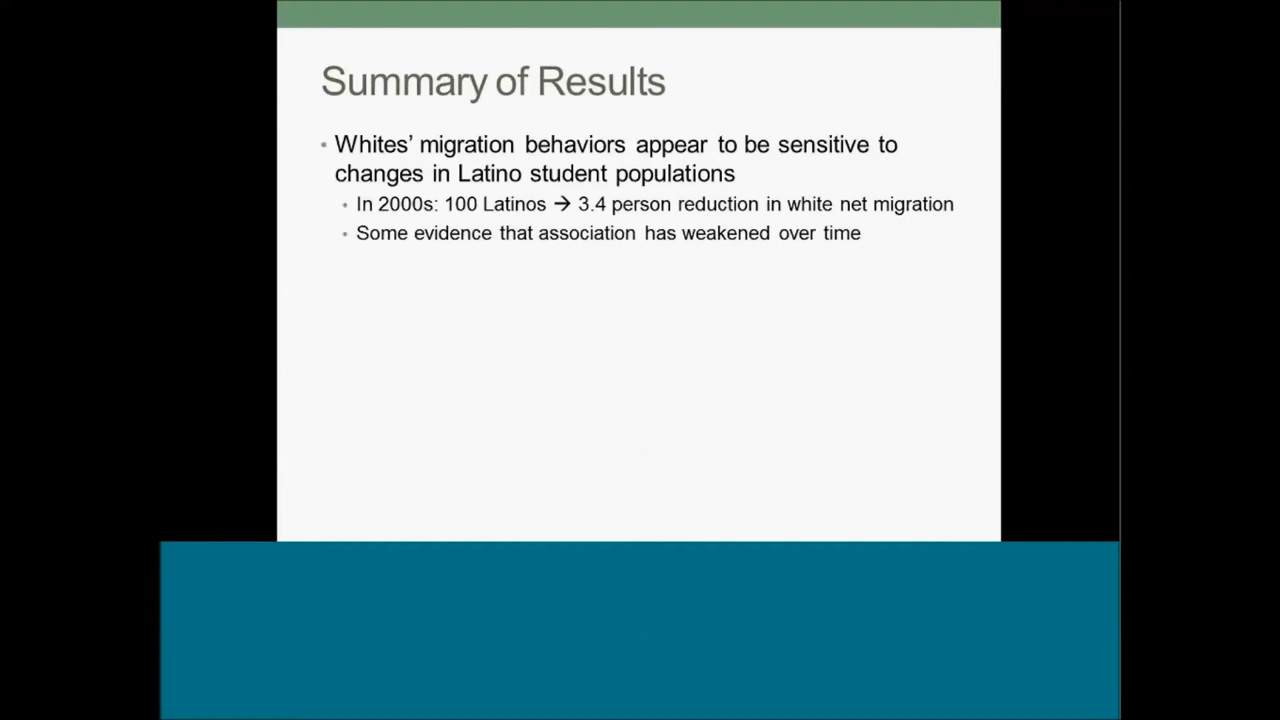 Summary of Results
• Whites’ migration behaviors appear to be sensitive to
changes in Latino student populations
• In 2000s: 100 Latinos → 3.4 person reduction in white net migration
• Some evidence that association has weakened over time